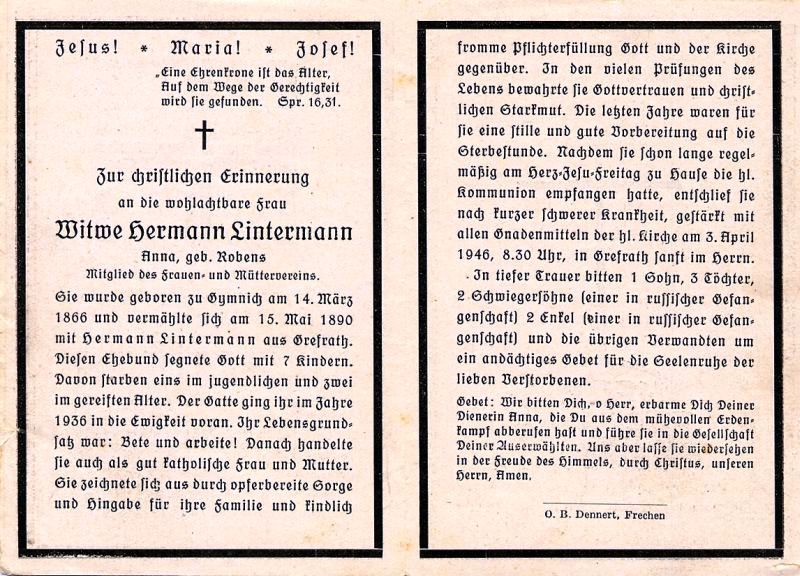 Jesus! * Maria! * Josef!
„Eine Ehrenkrone ist das Alter,
Auf dem Wege der Gerechtigkeit
wird sie gefunden. Spr. 16,31.
Zur christlichen Erinnerung
an die wohlachtbare Frau
Witwe Hermann Lintermann
Anna, geb. Robens
Mitglied des Frauen- und Müttervereins.
Sie wurde geboren zu Gymnich am 14. März
1866 und vermählte sich am 15. Mai 1890
mit Hermann Lintermann aus Grefrath.
Diesen Ehebund segnete Gott mit 7 Kindern.
Davon starben eins im jugendlichen und zwei
im gereiften Alter. Der Gatte ging ihr im Jahre
1936 in die Ewigkeit voran. Ihr Lebensgrund-
satz war: Bete und arbeite! Danach handelte
sie auch als gut katholische Frau und Mutter.
Sie zeichnete sich aus durch opferbereite Sorge
und Hingabe für ihre Familie und kindlich
fromme Pflichterfüllung Gott und der Kirche
gegenüber. In den vielen Prüfungen des
Lebens bewahrte sie Gottvertrauen und christ-
lichen Starkmut. Die letzten Jahre waren für
sie eine stille und gute Vorbereitung auf die
Sterbestunde. Nachdem sie schon lange regel-
mäßig am Herz-Jesu-Freitag zu Hause die hl.
Kommunion empfangen hatte, entschlief sie
nach kurzer schwerer Krankheit, gestärkt mit
allen Gnadenmitteln der hl. Kirche am 3. April
1946, 8.30 Uhr, in Grefrath sanft im Herrn.
In tiefer Trauer bitten 1 Sohn, 3 Töchter,
2 Schwiegersöhne (einer in russischer Gefan-
genschaft) 2 Enkel (einer in russischer Gefan-
genschaft) und die übrigen Verwandten um
ein andächtiges Gebet für die Seelenruhe der
lieben Verstorbenen.
Gebet: Wir bitten Dich, o Herr, erbarme Dich Deiner
Dienerin Anna, die Du aus dem mühevollen Erden-
kampf abberufen hast und führe sie in die Gesellschaft
Deiner Auserwählten. Uns aber lasse sie wiedersehen
in der Freude des Himmels, durch Christus, unseren
Herrn, Amen.
O. B. Dennert, Frechen